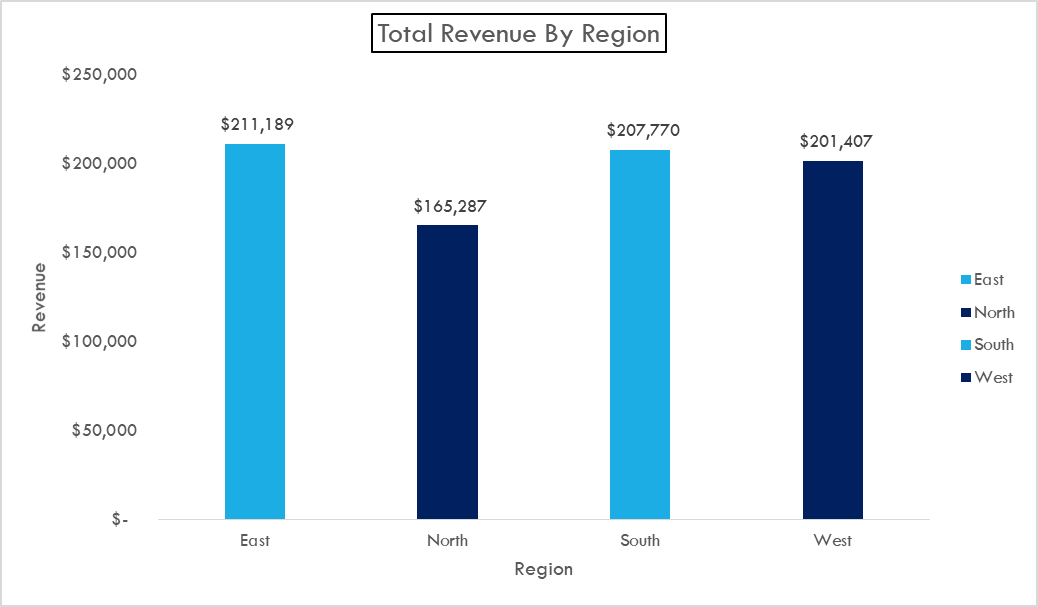 Total Revenue By Region
$250,000
$200,000
$150,000
$100,000
$50,000
$-
Revenue
$211,189
$165,287
$207,770
$201,407
East
North
South
West
Region
East
North
South
West